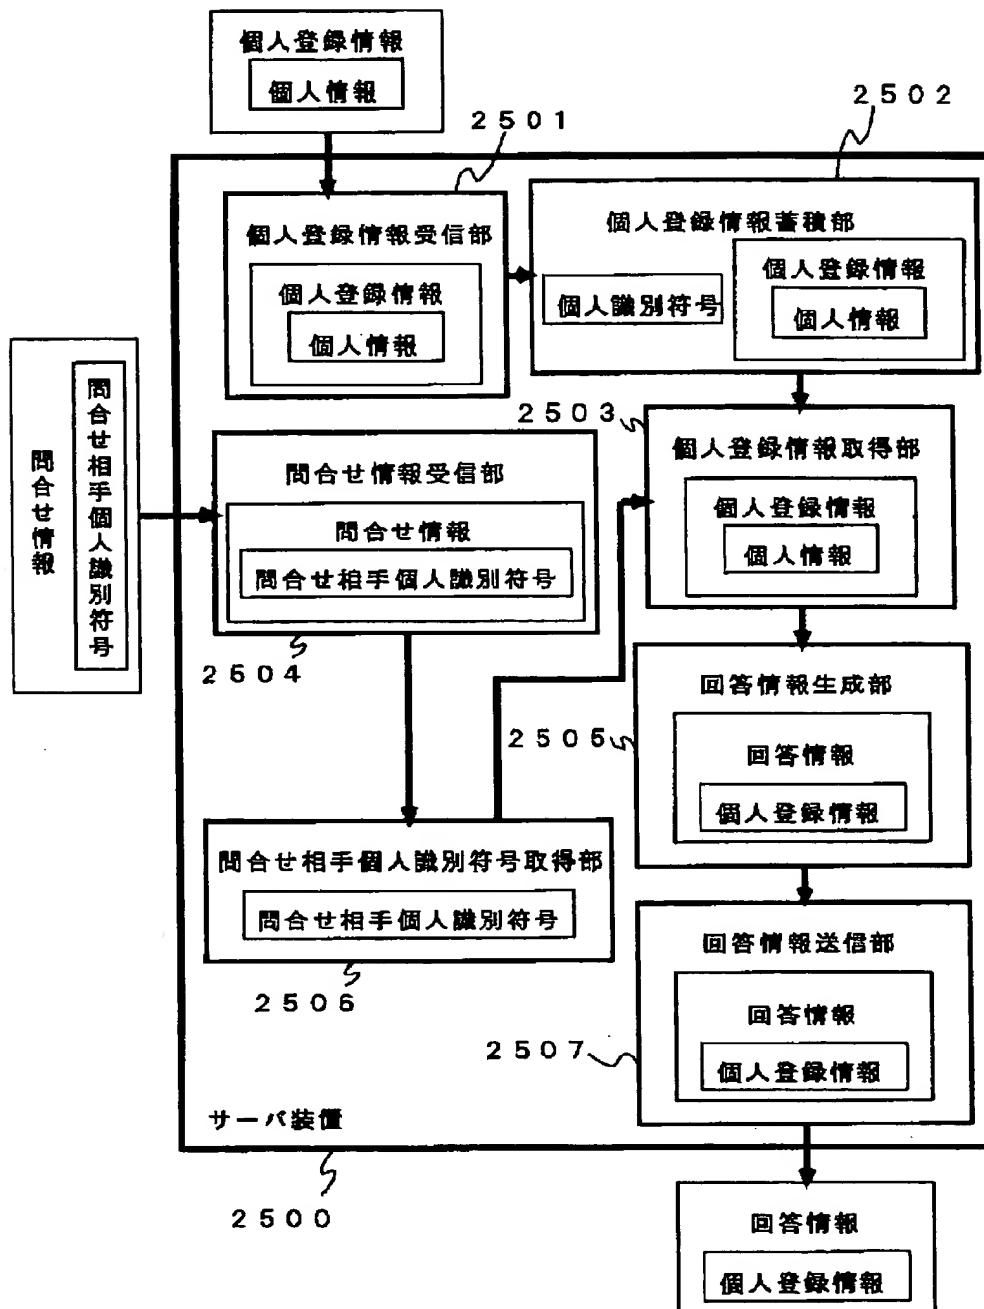 個人登録情報
個人情報
2501
2502
個人登録情報受信部
個人登録情報
個人情報
個人登録情報蓄積部
個人識別符号
個人登録情報
個人情報
問合せ情報
問合せ相手個人識別符号
2503
個人登録情報取得部
個人登録情報
個人情報
問合せ情報受信部
問合せ情報
問合せ相手個人識別符号
2504
回答情報生成部
回答情報
個人登録情報
2505
問合せ相手個人識別符号取得部
問合せ相手個人識別符号
2506
回答情報送信部
回答情報
個人登録情報
2507
サーバ装置
2500
回答情報
個人登録情報